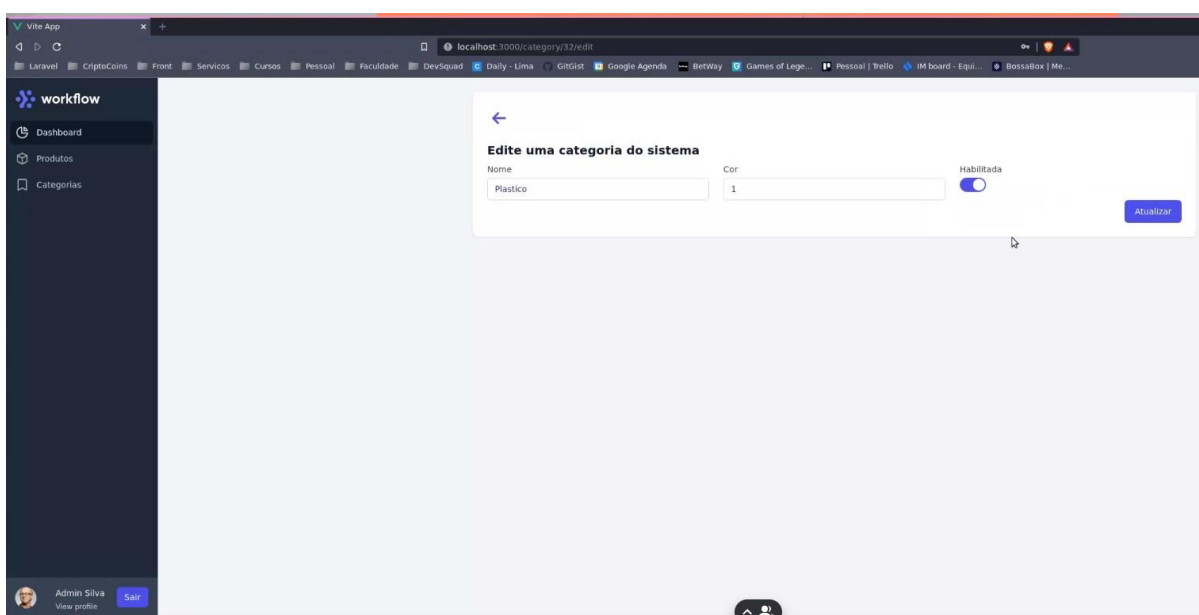 Vite App
localhost:3000/category/32/edit
Laravel CriptoCoins Front Servicos Cursos Pessoal Faculdade DevSquad Daily - Lima GitGist Google Agenda BetWay Games of Lege... Pessoal | Trello IM board - Equi... BossaBox | Me...
workflow
Dashboard
Produtos
Categorias
Edite uma categoria do sistema
Nome Cor Habilitada
Plastico 1
Atualizar
Admin Silva
View profile
Sair